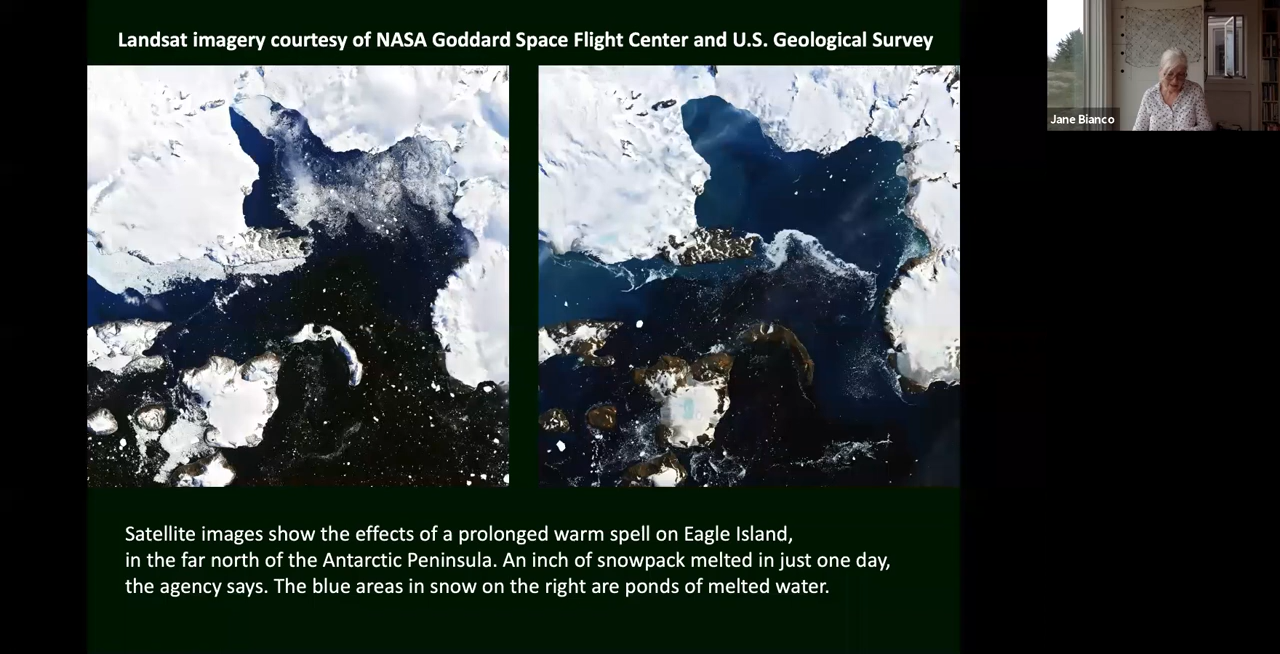 Landsat imagery courtesy of NASA Goddard Space Flight Center and U.S. Geological Survey
Jane Bianco
Satellite images show the effects of a prolonged warm spell on Eagle Island,
in the far north of the Antarctic Peninsula. An inch of snowpack melted in just one day,
the agency says. The blue areas in snow on the right are ponds of melted water.